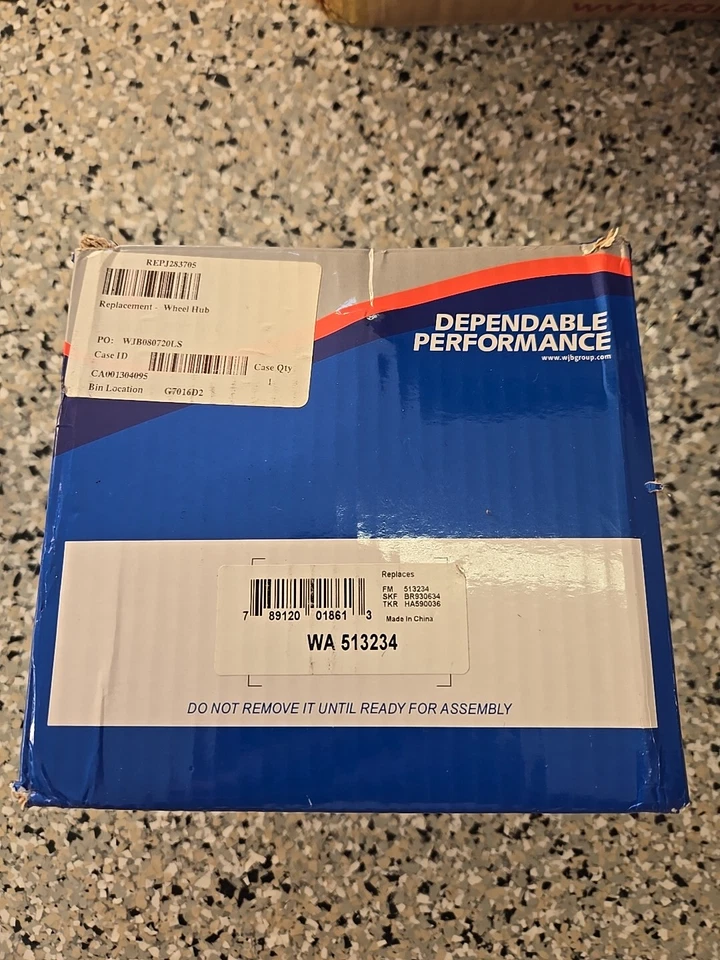 www.so
REPJ283705
Replacement - Wheel Hub
PO: WJB080720LS
Case ID
Case Qty
CA001304095
1
Bin Location G7016D2
DEPENDABLE
PERFORMANCE
www.wjbgroup.com
Replaces
FM 513234
SKF BR930634
TKR HA590036
Made In China
7 89120 01861 3
WA 513234
DO NOT REMOVE IT UNTIL READY FOR ASSEMBLY